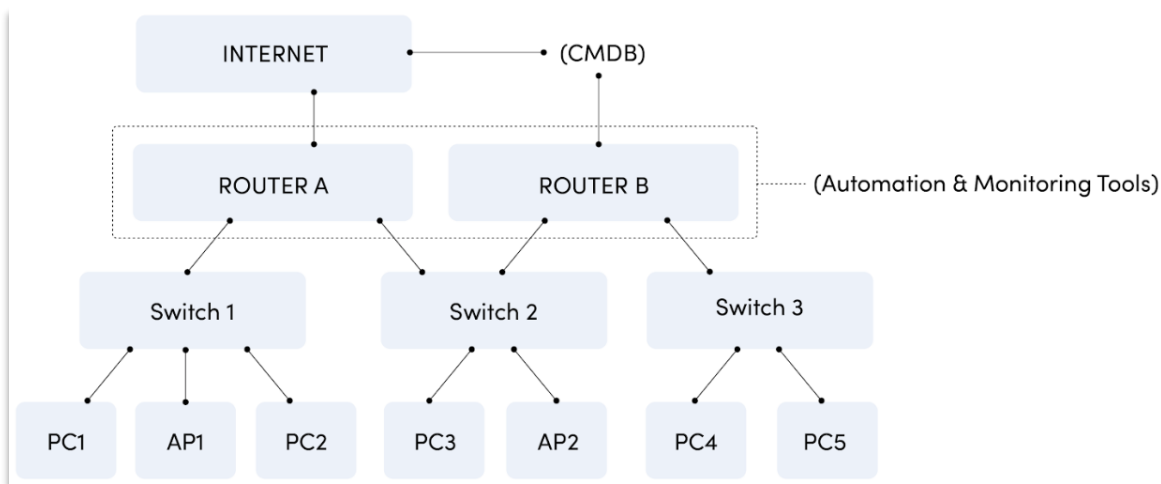 INTERNET
(CMDB)
ROUTER A
ROUTER B
(Automation & Monitoring Tools)
Switch 1
Switch 2
Switch 3
PC1
AP1
PC2
PC3
AP2
PC4
PC5